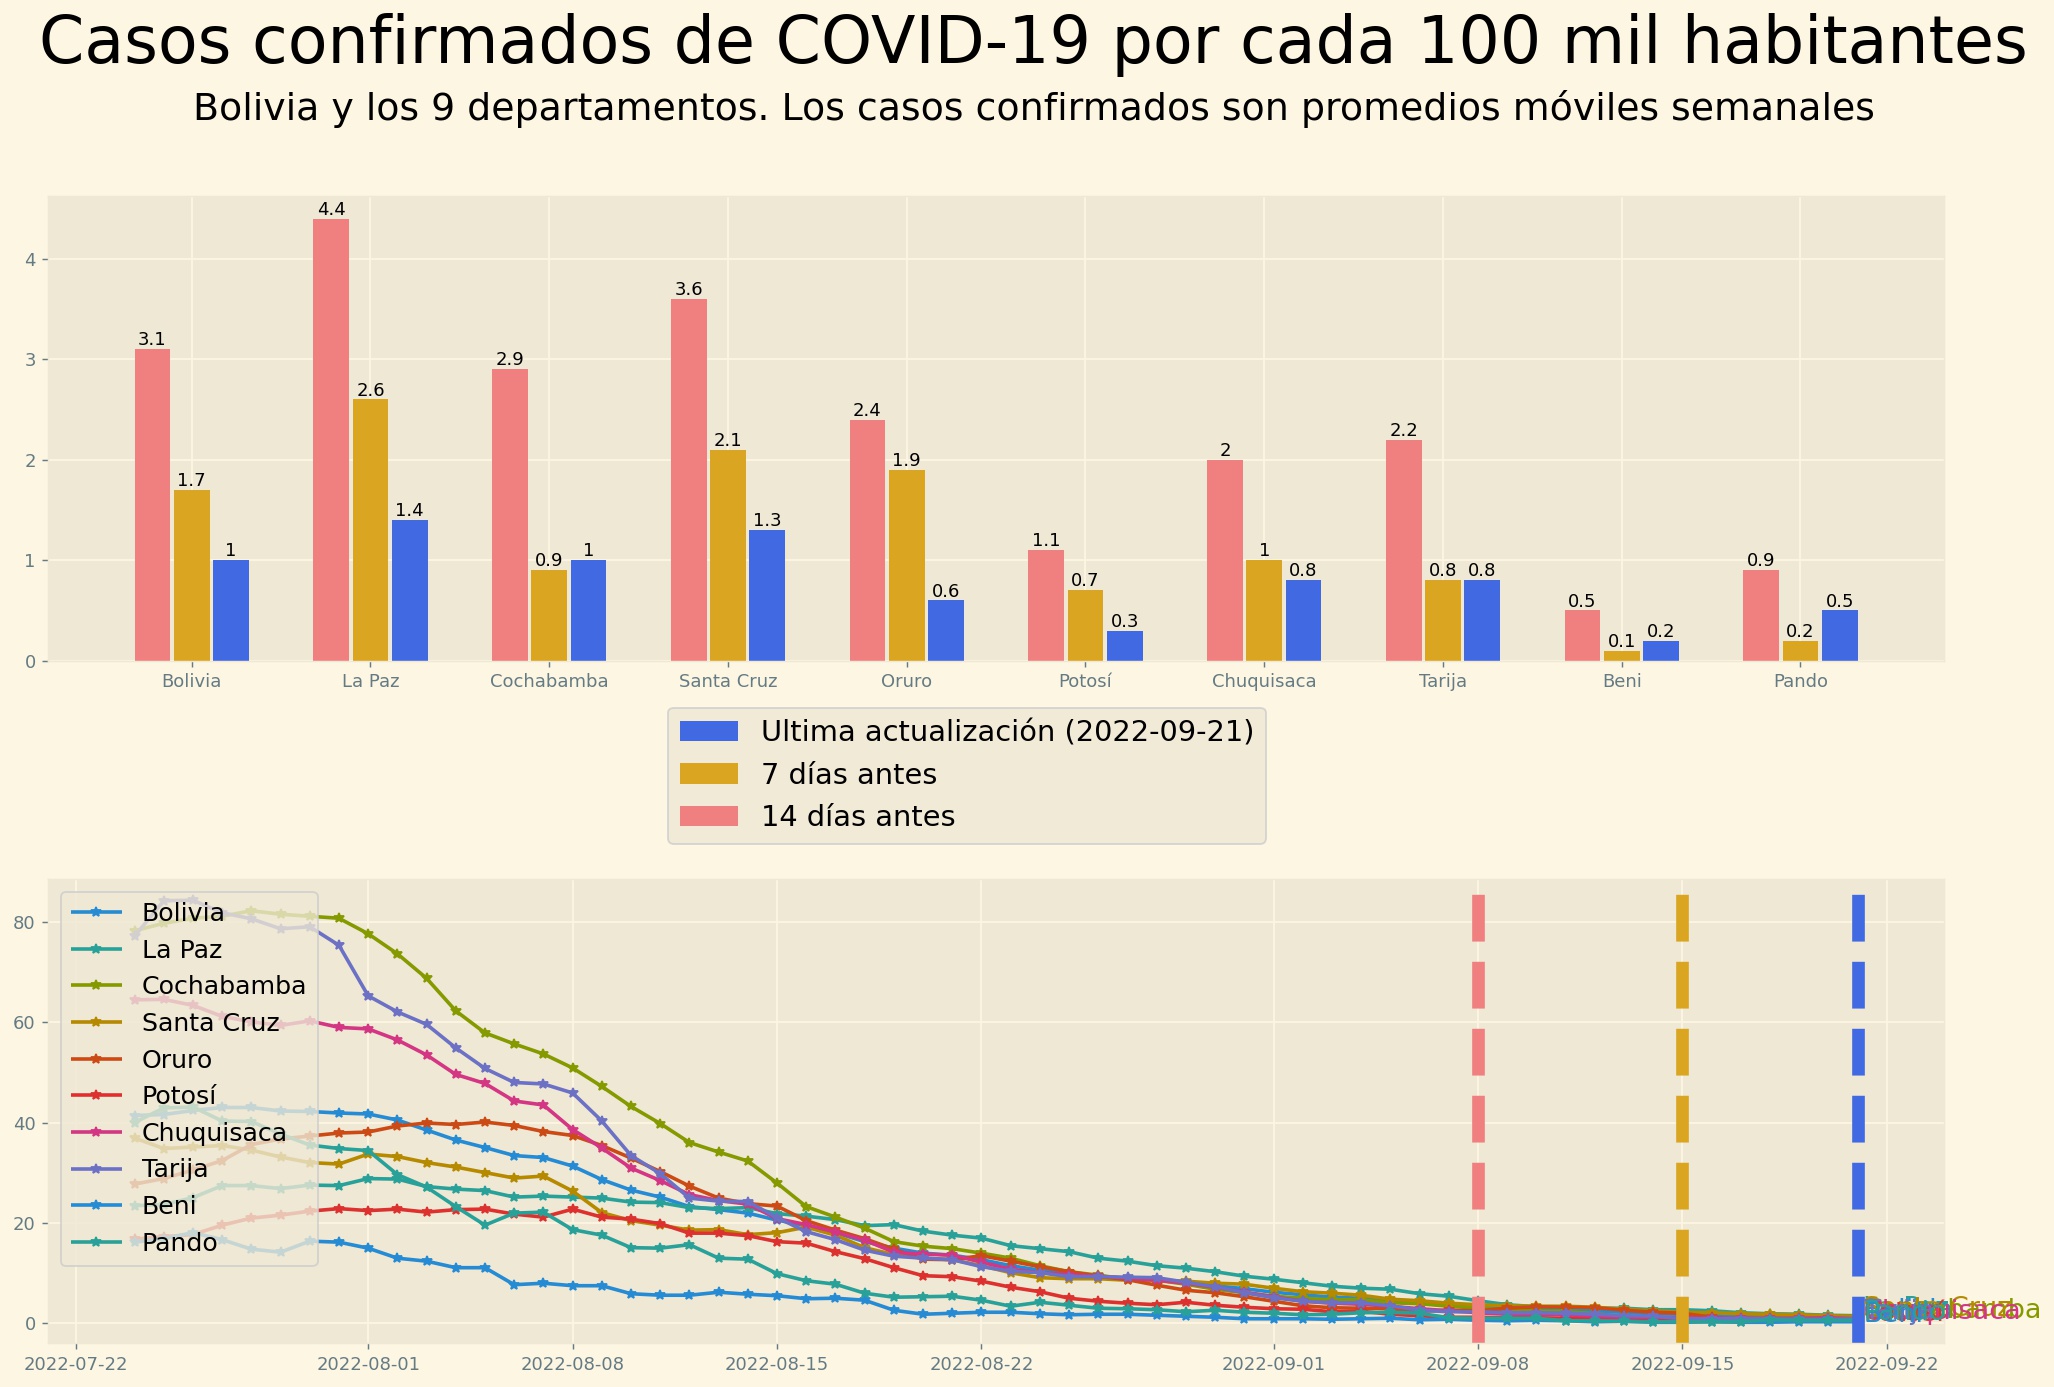 Casos confirmados de COVID-19 por cada 100 mil habitantes
Bolivia y los 9 departamentos. Los casos confirmados son promedios móviles semanales
4
3
2
1
0
3.1 1.7 1
4.4 2.6 1.4
2.9 0.9 1
3.6 2.1 1.3
2.4 1.9 0.6
1.1 0.7 0.3
2 1 0.8
2.2 0.8 0.8
0.5 0.1 0.2
0.9 0.2 0.5
Bolivia La Paz Cochabamba Santa Cruz Oruro Potosí Chuquisaca Tarija Beni Pando
Ultima actualización (2022-09-21)
7 días antes
14 días antes
80
60
40
20
0
Bolivia
La Paz
Cochabamba
Santa Cruz
Oruro
Potosí
Chuquisaca
Tarija
Beni
Pando
2022-07-22 2022-08-01 2022-08-08 2022-08-15 2022-08-22 2022-09-01 2022-09-08 2022-09-15 2022-09-22